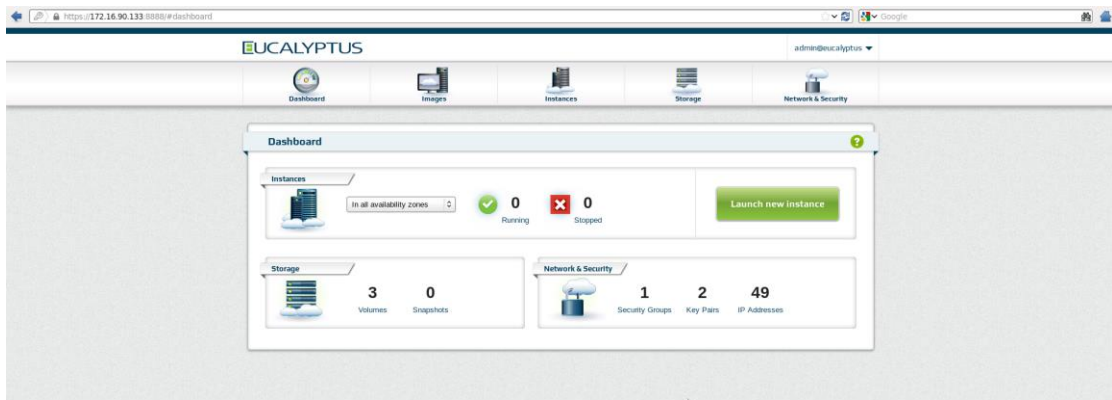 https://172.16.90.133:8888/#dashboard
Google
EUCALYPTUS
admin@eucalyptus
Dashboard
Images
Instances
Storage
Network & Security
Dashboard
?
Instances
In all availability zones
0
Running
0
Stopped
Launch new instance
Storage
3
Volumes
0
Snapshots
Network & Security
1
Security Groups
2
Key Pairs
49
IP Addresses